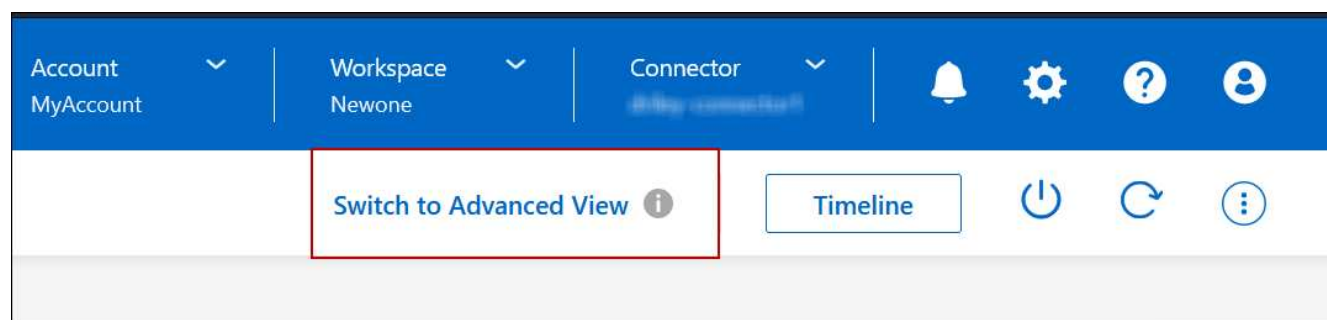 Account
MyAccount
Workspace
Newone
Connector
Switch to Advanced View
Timeline